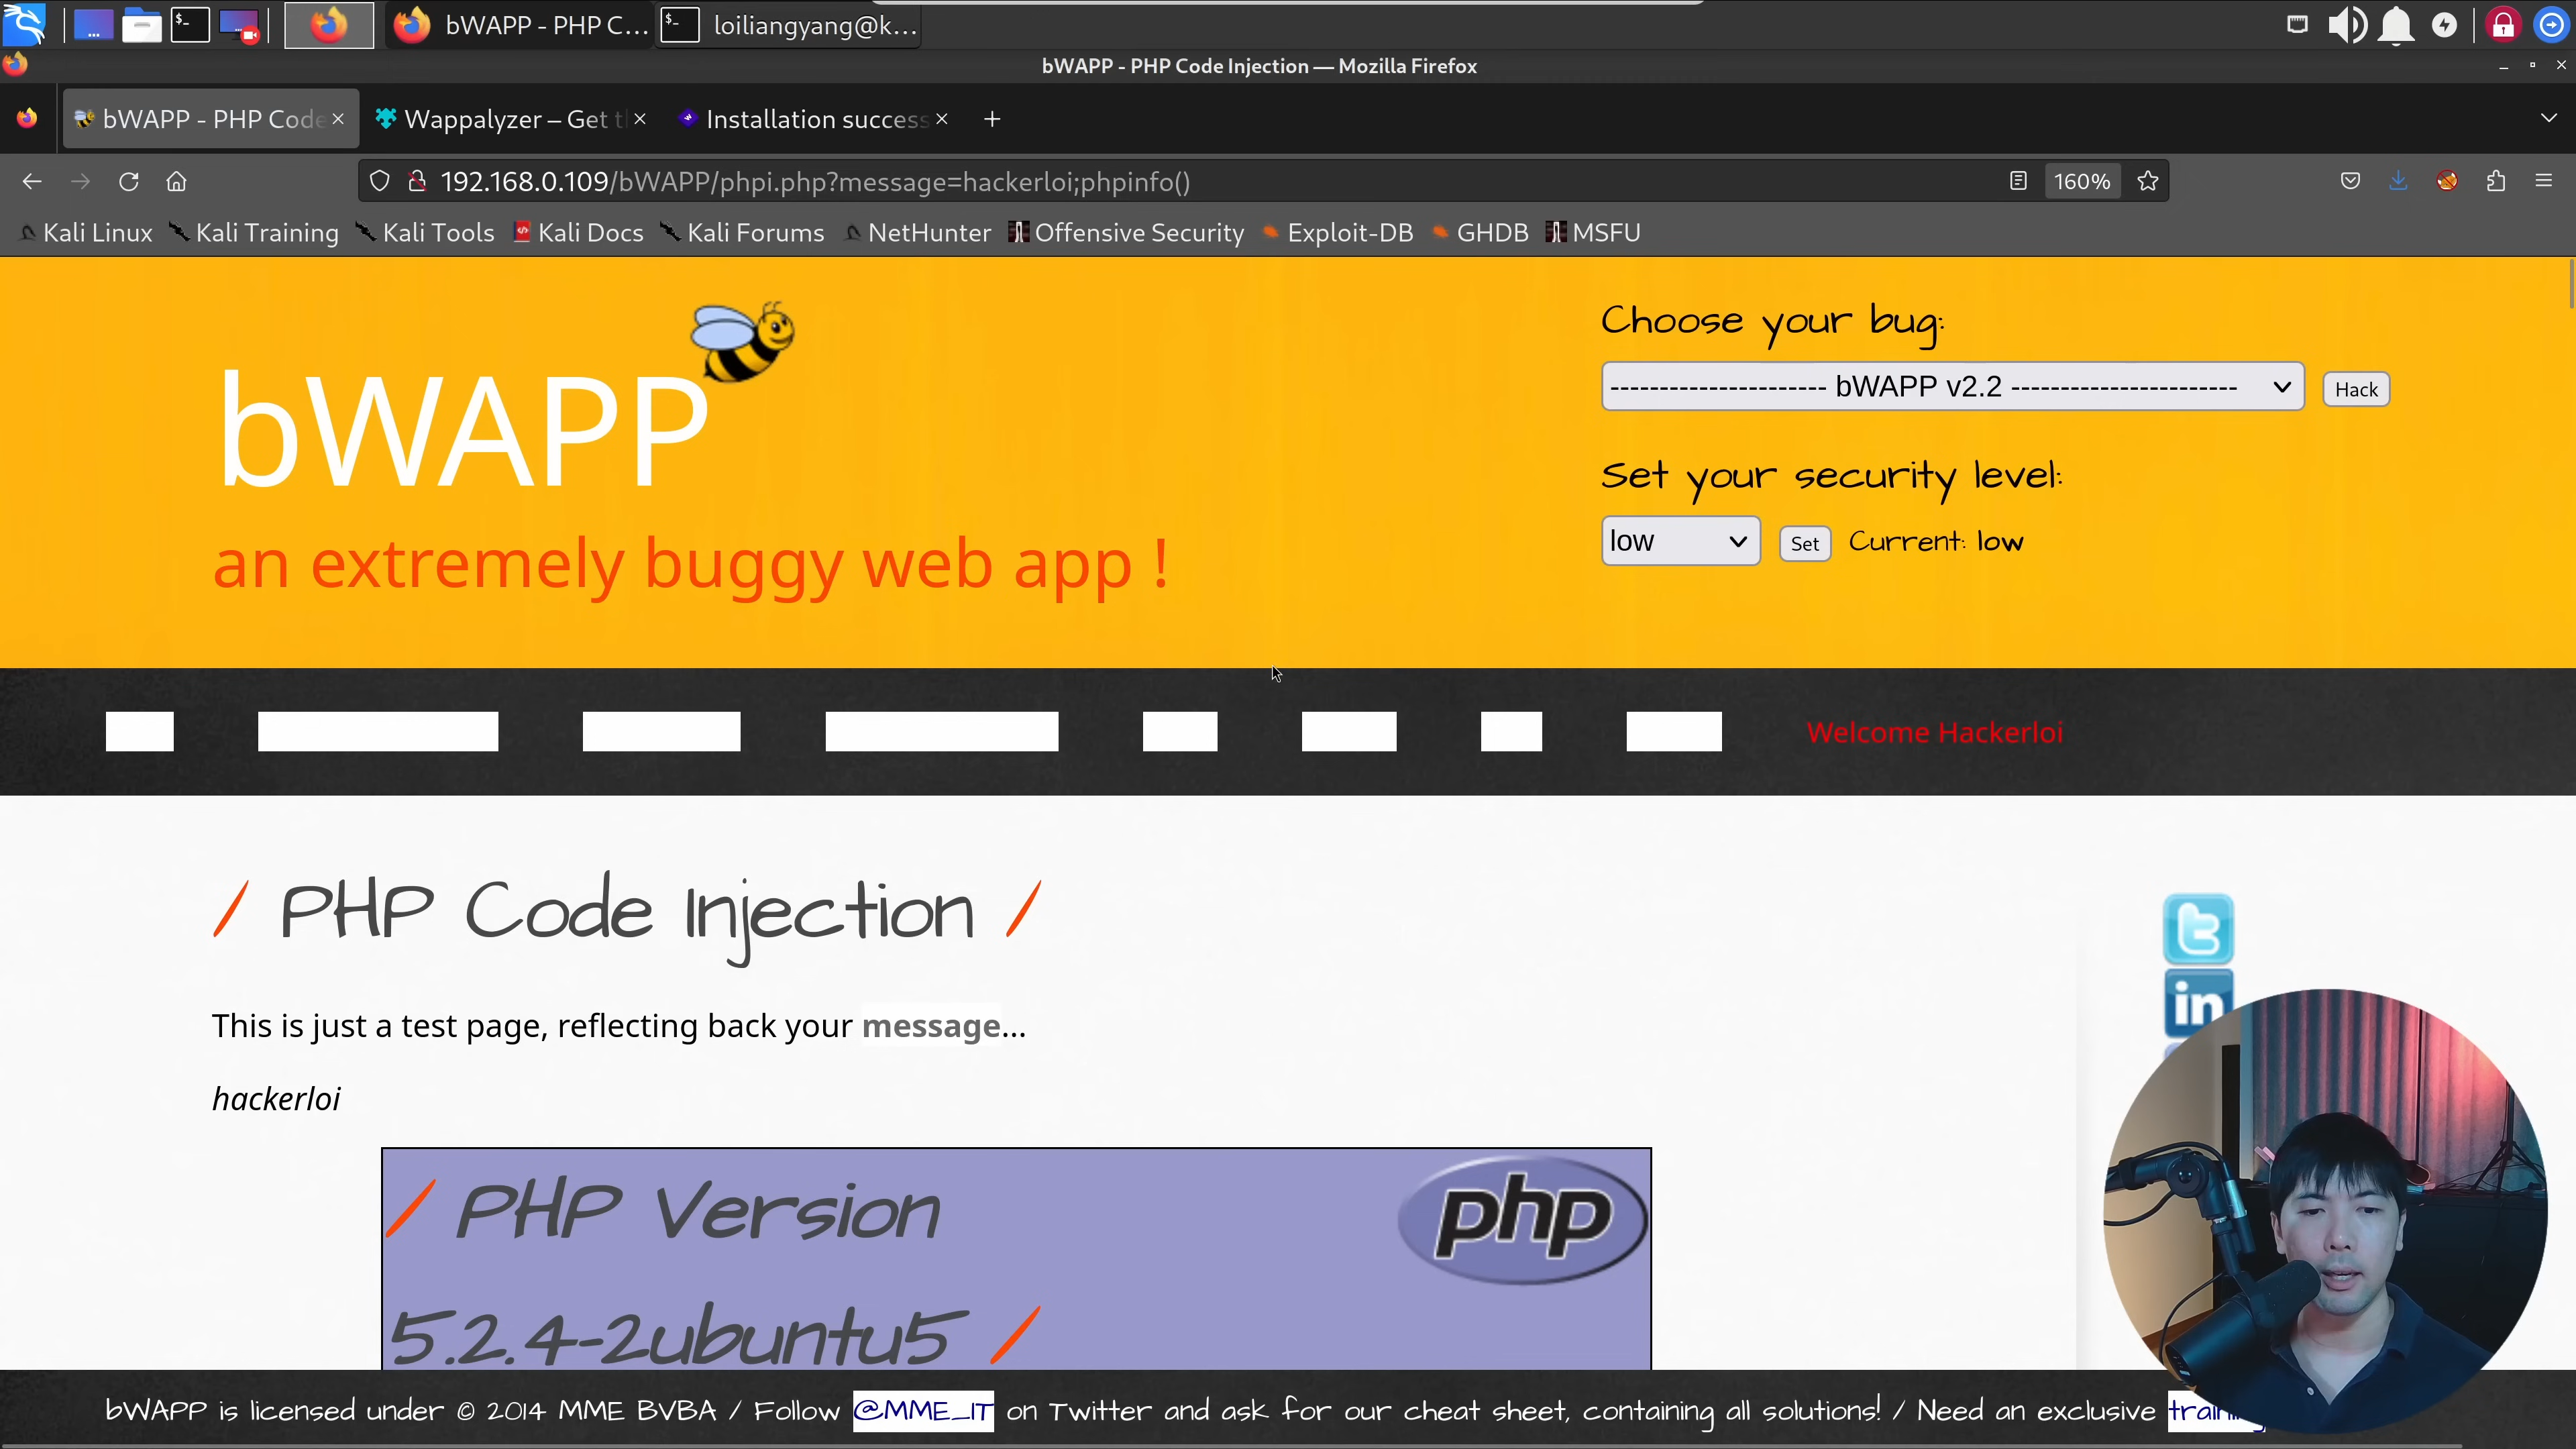 bWAPP - PHP C...
loiliangyang@k...
bWAPP - PHP Code Injection — Mozilla Firefox
bWAPP - PHP Code
Wappalyzer – Get t
Installation success
192.168.0.109/bWAPP/phpi.php?message=hackerloi;phpinfo()
160%
Kali Linux
Kali Training
Kali Tools
Kali Docs
Kali Forums
NetHunter
Offensive Security
Exploit-DB
GHDB
MSFU
bWAPP
an extremely buggy web app !
Choose your bug:
---------------------- bWAPP v2.2 -----------------------
Hack
Set your security level:
low
Set
Current: low
Welcome Hackerloi
/ PHP Code Injection /
This is just a test page, reflecting back your message...
hackerloi
/ PHP Version
5.2.4-2ubuntu5 /
php
bWAPP is licensed under © 2014 MME BVBA / Follow @MME_IT on Twitter and ask for our cheat sheet, containing all solutions! / Need an exclusive